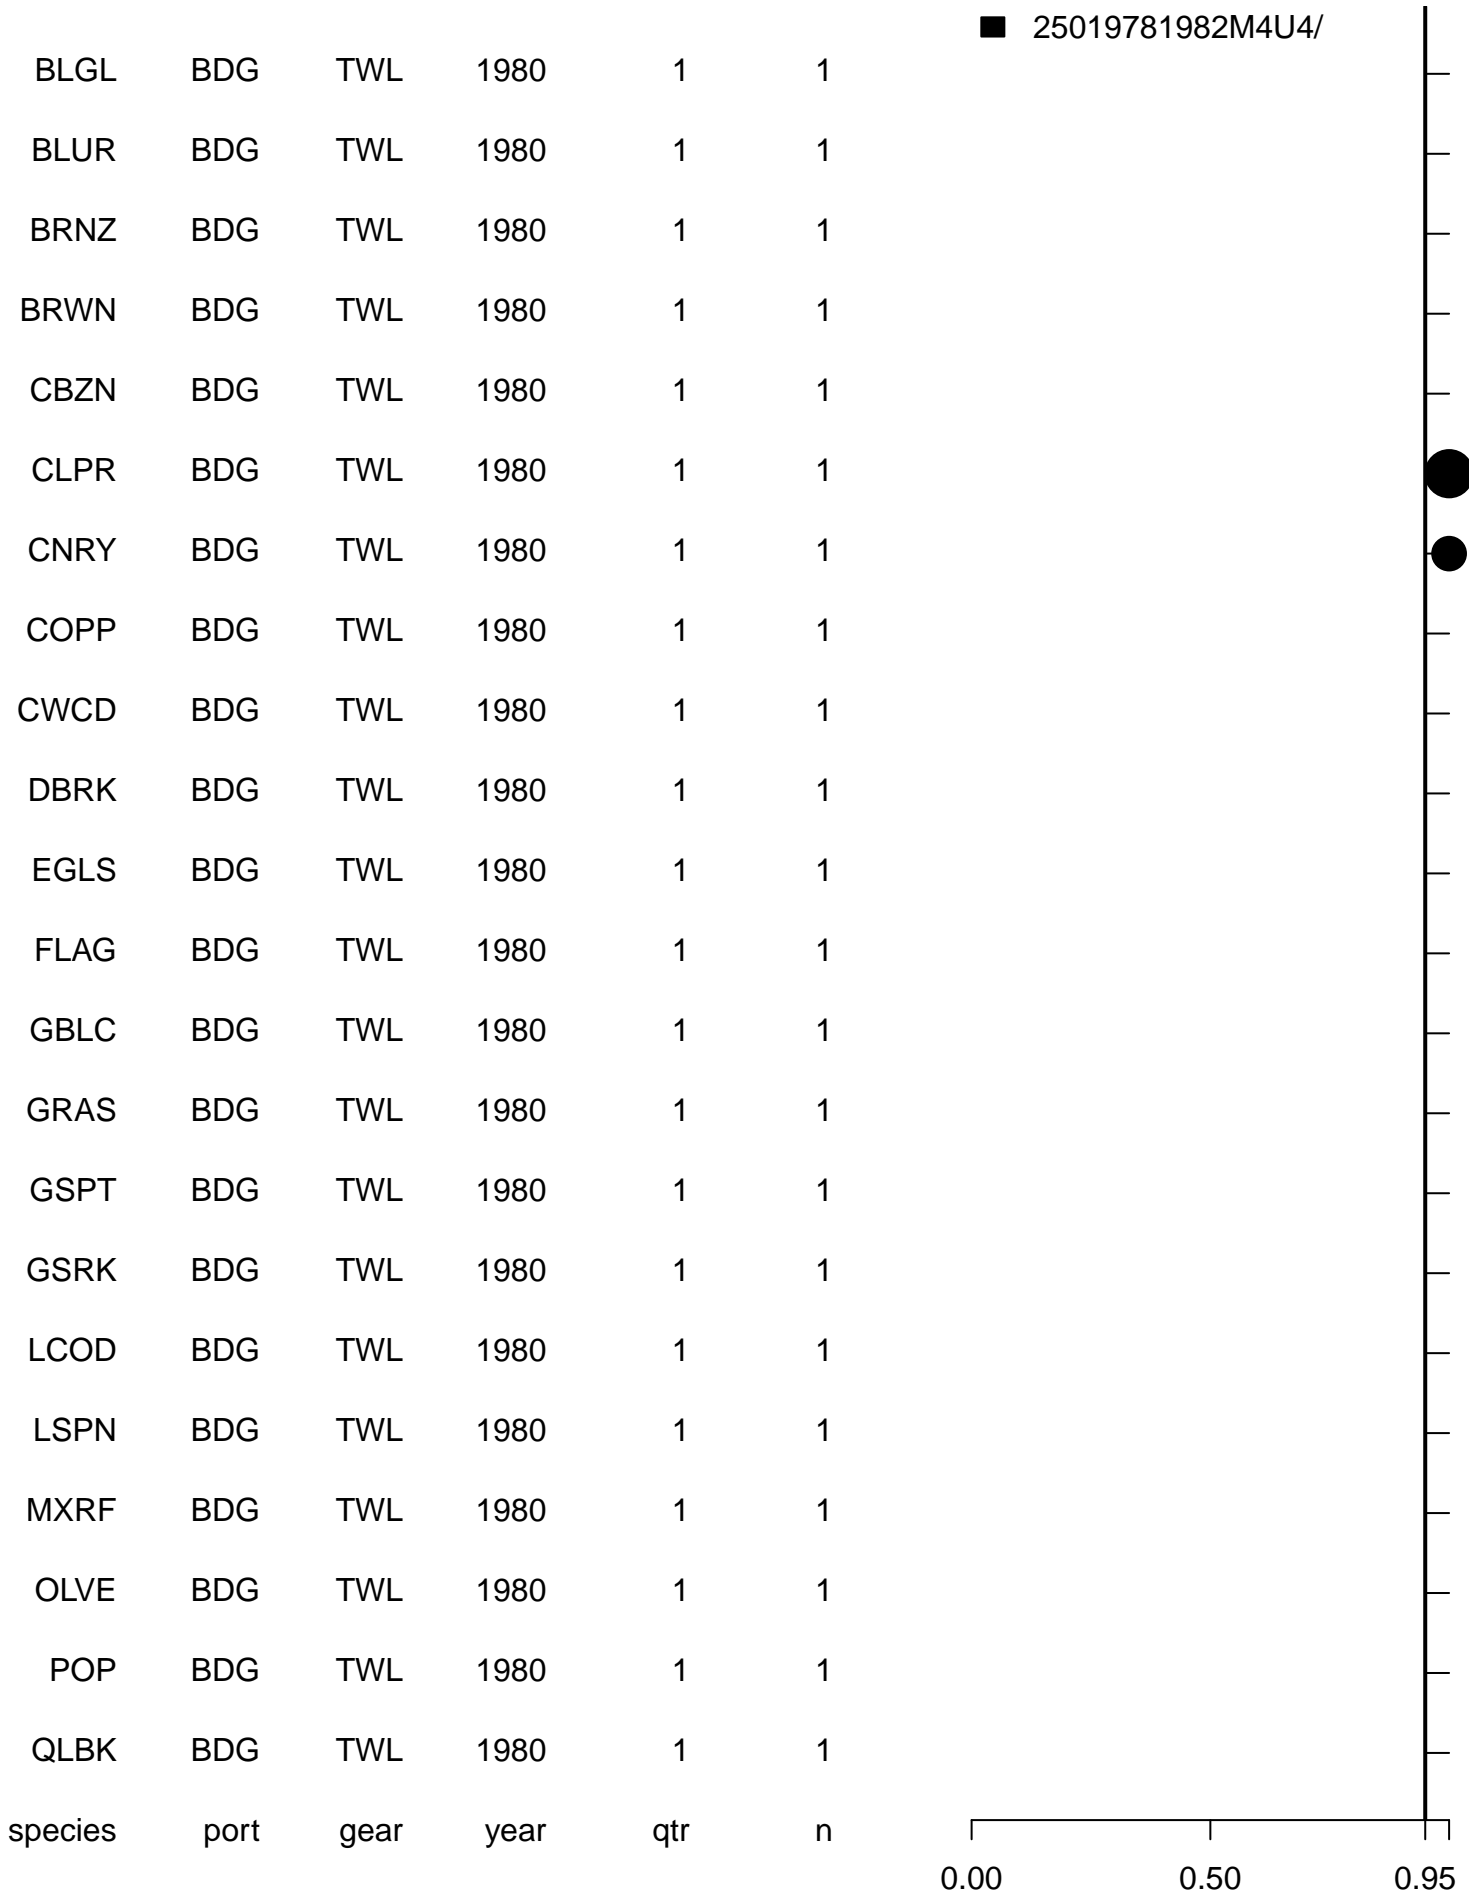 25019781982M4U4/
BLGL BDG TWL 1980 1 1
BLUR BDG TWL 1980 1 1
BRNZ BDG TWL 1980 1 1
BRWN BDG TWL 1980 1 1
CBZN BDG TWL 1980 1 1
CLPR BDG TWL 1980 1 1
CNRY BDG TWL 1980 1 1
COPP BDG TWL 1980 1 1
CWCD BDG TWL 1980 1 1
DBRK BDG TWL 1980 1 1
EGLS BDG TWL 1980 1 1
FLAG BDG TWL 1980 1 1
GBLC BDG TWL 1980 1 1
GRAS BDG TWL 1980 1 1
GSPT BDG TWL 1980 1 1
GSRK BDG TWL 1980 1 1
LCOD BDG TWL 1980 1 1
LSPN BDG TWL 1980 1 1
MXRF BDG TWL 1980 1 1
OLVE BDG TWL 1980 1 1
POP BDG TWL 1980 1 1
QLBK BDG TWL 1980 1 1
species port gear year qtr n
0.00 0.50 0.95